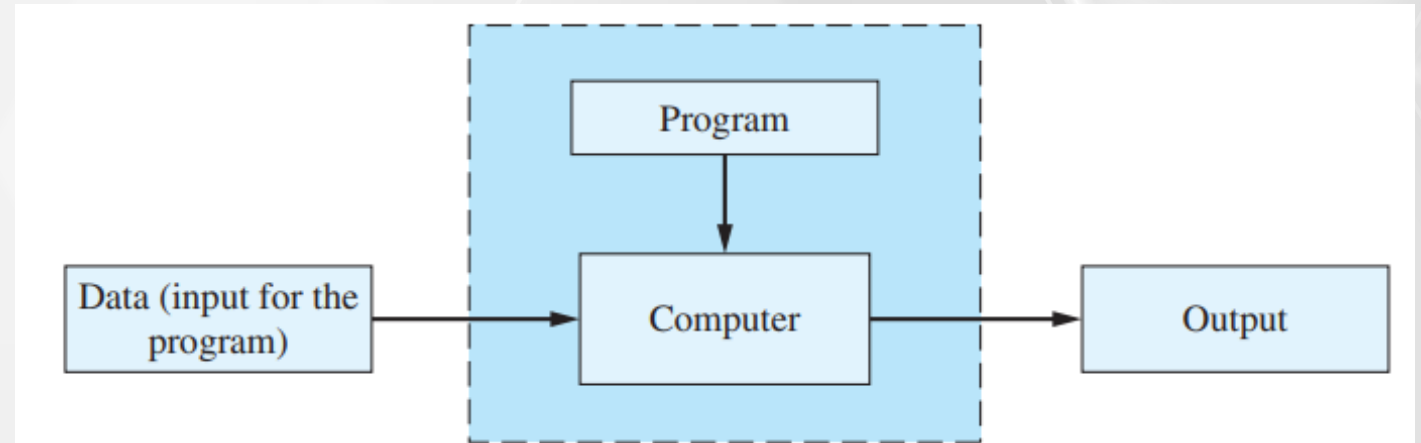 Program
Data (input for the
program)
Computer
Output